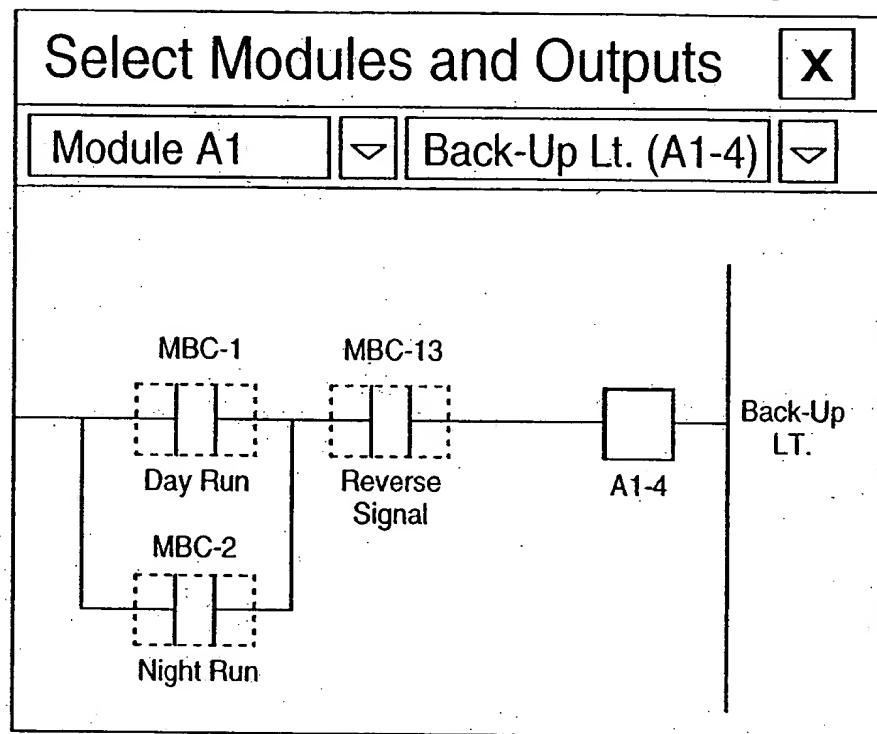 Select Modules and Outputs X
Module A1 Back-Up Lt. (A1-4)
MBC-1 MBC-13
Day Run Reverse Signal A1-4 Back-Up LT.
MBC-2
Night Run